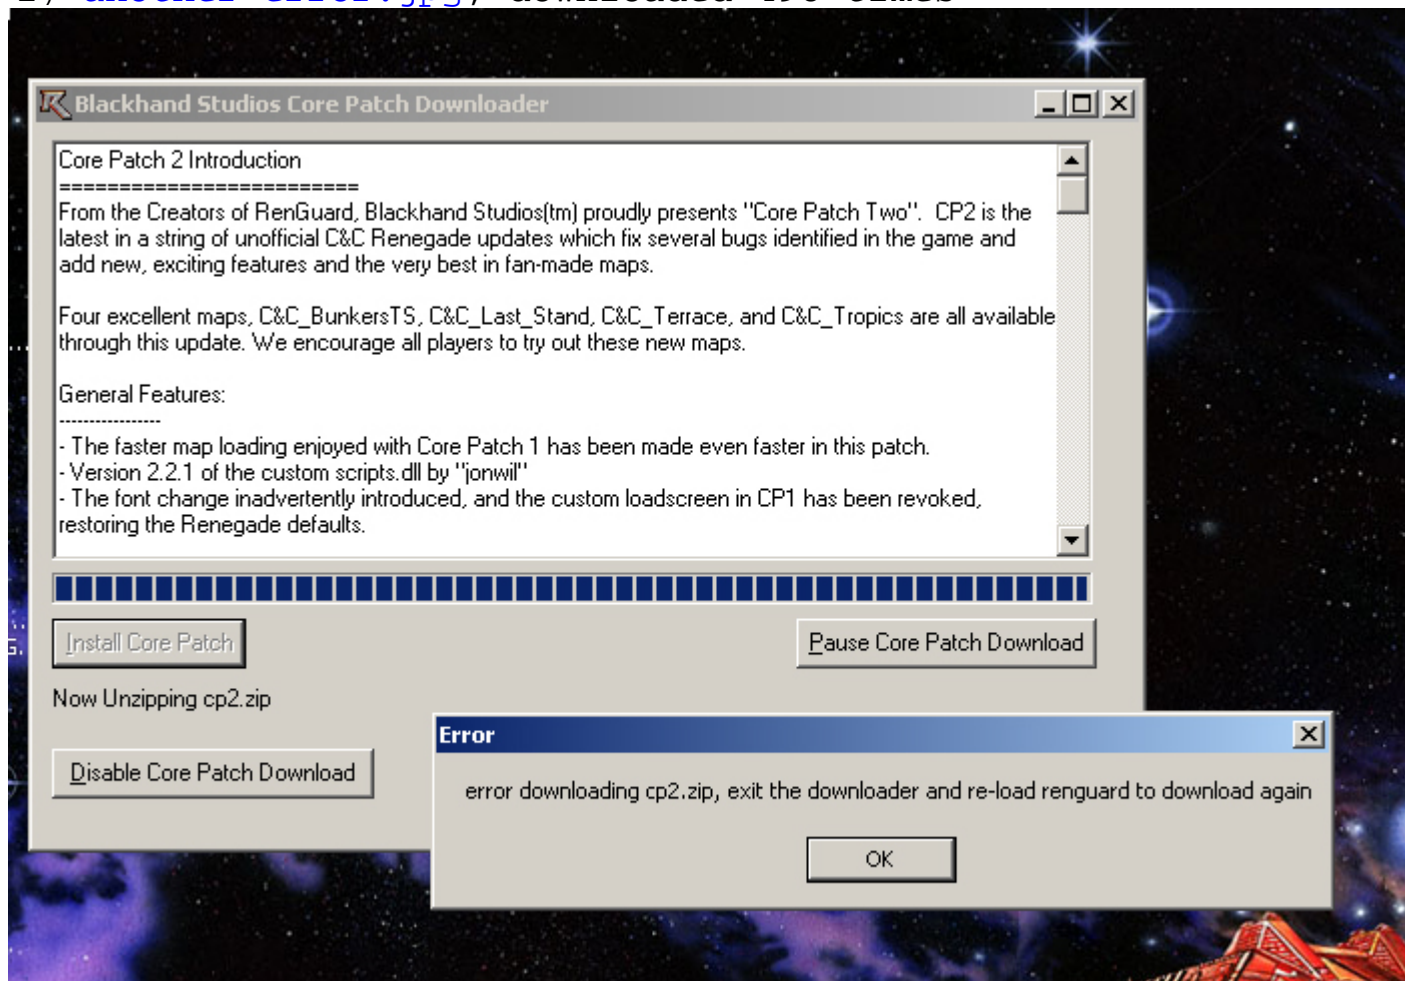 Blackhand Studios Core Patch Downloader
Core Patch 2 Introduction
==========================
From the Creators of RenGuard, Blackhand Studios(tm) proudly presents "Core Patch Two".  CP2 is the
latest in a string of unofficial C&C Renegade updates which fix several bugs identified in the game and
add new, exciting features and the very best in fan-made maps.
Four excellent maps, C&C_BunkersTS, C&C_Last_Stand, C&C_Terrace, and C&C_Tropics are all available
through this update. We encourage all players to try out these new maps.
General Features:
----------------
- The faster map loading enjoyed with Core Patch 1 has been made even faster in this patch.
- Version 2.2.1 of the custom scripts.dll by "jonwil"
- The font change inadvertently introduced, and the custom loadscreen in CP1 has been revoked,
restoring the Renegade defaults.
Install Core Patch
Pause Core Patch Download
Now Unzipping cp2.zip
Disable Core Patch Download
Error
error downloading cp2.zip, exit the downloader and re-load renguard to download again
OK